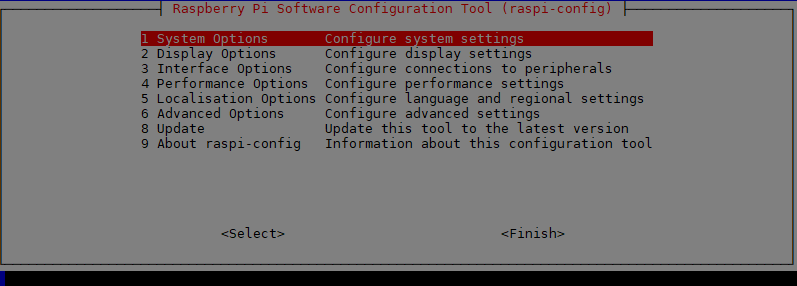 Raspberry Pi Software Configuration Tool (raspi-config)
1 System Options Configure system settings
2 Display Options Configure display settings
3 Interface Options Configure connections to peripherals
4 Performance Options Configure performance settings
5 Localisation Options Configure language and regional settings
6 Advanced Options Configure advanced settings
8 Update Update this tool to the latest version
9 About raspi-config Information about this configuration tool
<Select> <Finish>